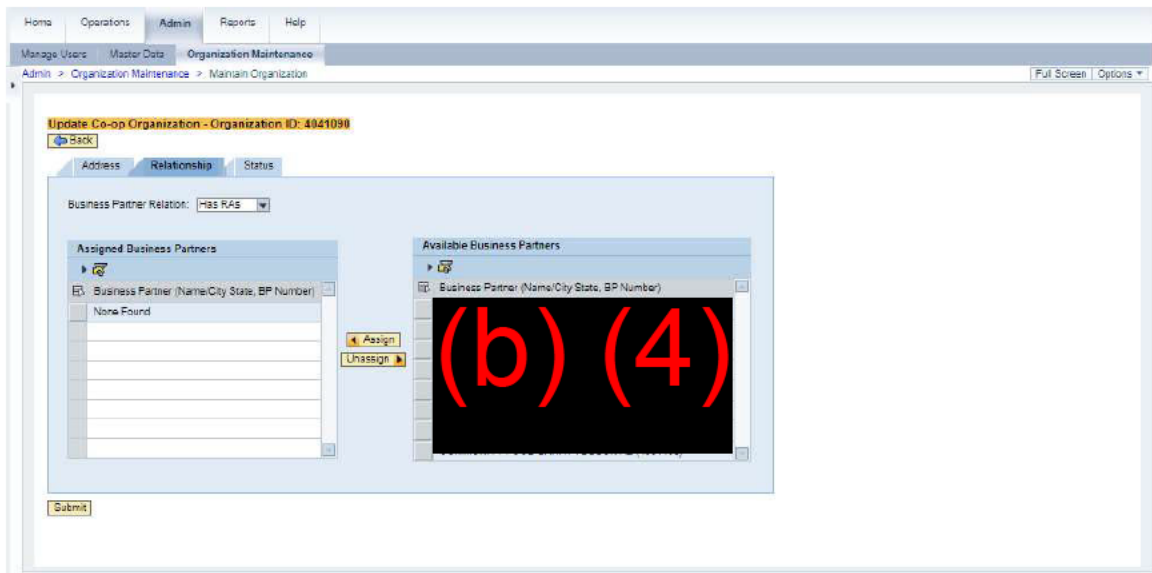 Home Operations Admin Reports Help
Manage Users Master Data Organization Maintenance
Admin > Organization Maintenance > Maintain Organization
Full Screen Options
Update Co-op Organization - Organization ID: 4041090
Back
Address Relationship Status
Business Partner Relation: Has RAs
Assigned Business Partners
Business Partner (Name/City State, BP Number)
None Found
Assign
Unassign
Available Business Partners
Business Partner (Name/City State, BP Number)
(b) (4)
Submit